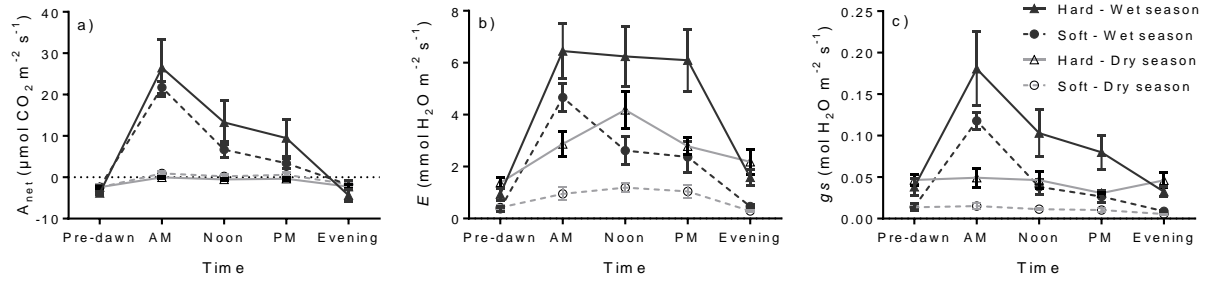 a)
A_net (µmol CO₂ m⁻² s⁻¹)
40
30
20
10
0
-10
Pre-dawn AM Noon PM Evening
Time
b)
E (mmol H₂O m⁻² s⁻¹)
8
6
4
2
0
Pre-dawn AM Noon PM Evening
Time
c)
gs (mol H₂O m⁻² s⁻¹)
0.25
0.20
0.15
0.10
0.05
0.00
Pre-dawn AM Noon PM Evening
Time
Hard - Wet season
Soft - Wet season
Hard - Dry season
Soft - Dry season